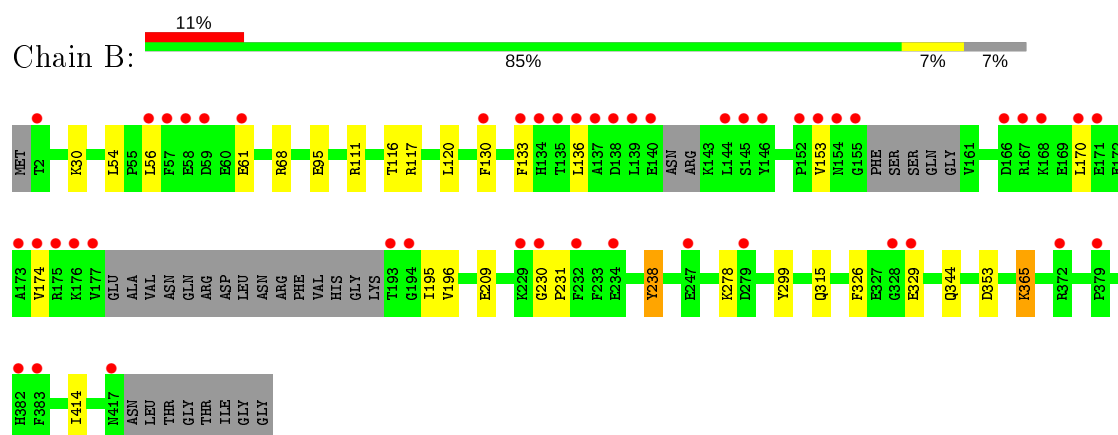 11%
Chain B:
85% 7% 7%
MET T2 K30 L54 P55 L56 F57 E58 D59 E60 E61 R68 E95 R111 T116 R117 L120 F130 F133 H134 T135 L136 A137 D138 L139 E140 ASN ARG K143 L144 S145 Y146 P152 V153 N154 G155 PHE SER SER GLN GLY V161 D166 R167 K168 E169 L170 E171 E172
A173 V174 R175 K176 V177 GLU ALA VAL ASN GLN ARG ASP LEU ASN ARG PHE VAL HIS GLY LYS T193 G194 I195 V196 E209 K229 G230 P231 F232 F233 E234 Y238 E247 K278 D279 Y299 Q315 F326 E327 G328 E329 Q344 D353 K365 R372 P379
H382 F383 I414 N417 ASN LEU THR GLY THR ILE GLY GLY